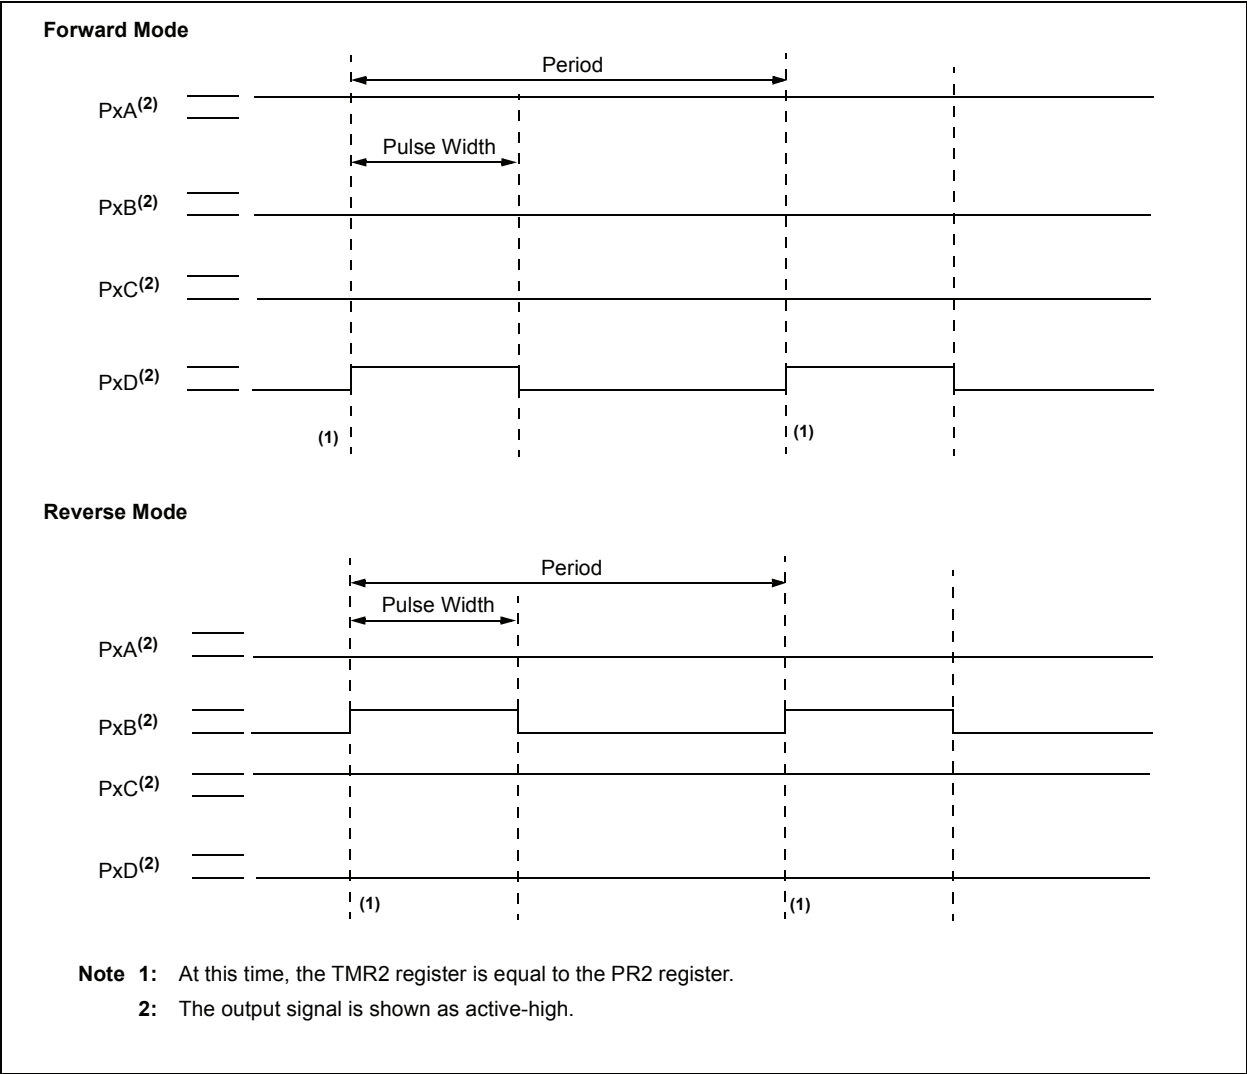 Forward Mode
Period
PxA(2)
Pulse Width
PxB(2)
PxC(2)
PxD(2)
(1)
(1)
Reverse Mode
Period
Pulse Width
PxA(2)
PxB(2)
PxC(2)
PxD(2)
(1)
(1)
Note 1: At this time, the TMR2 register is equal to the PR2 register.
2: The output signal is shown as active-high.